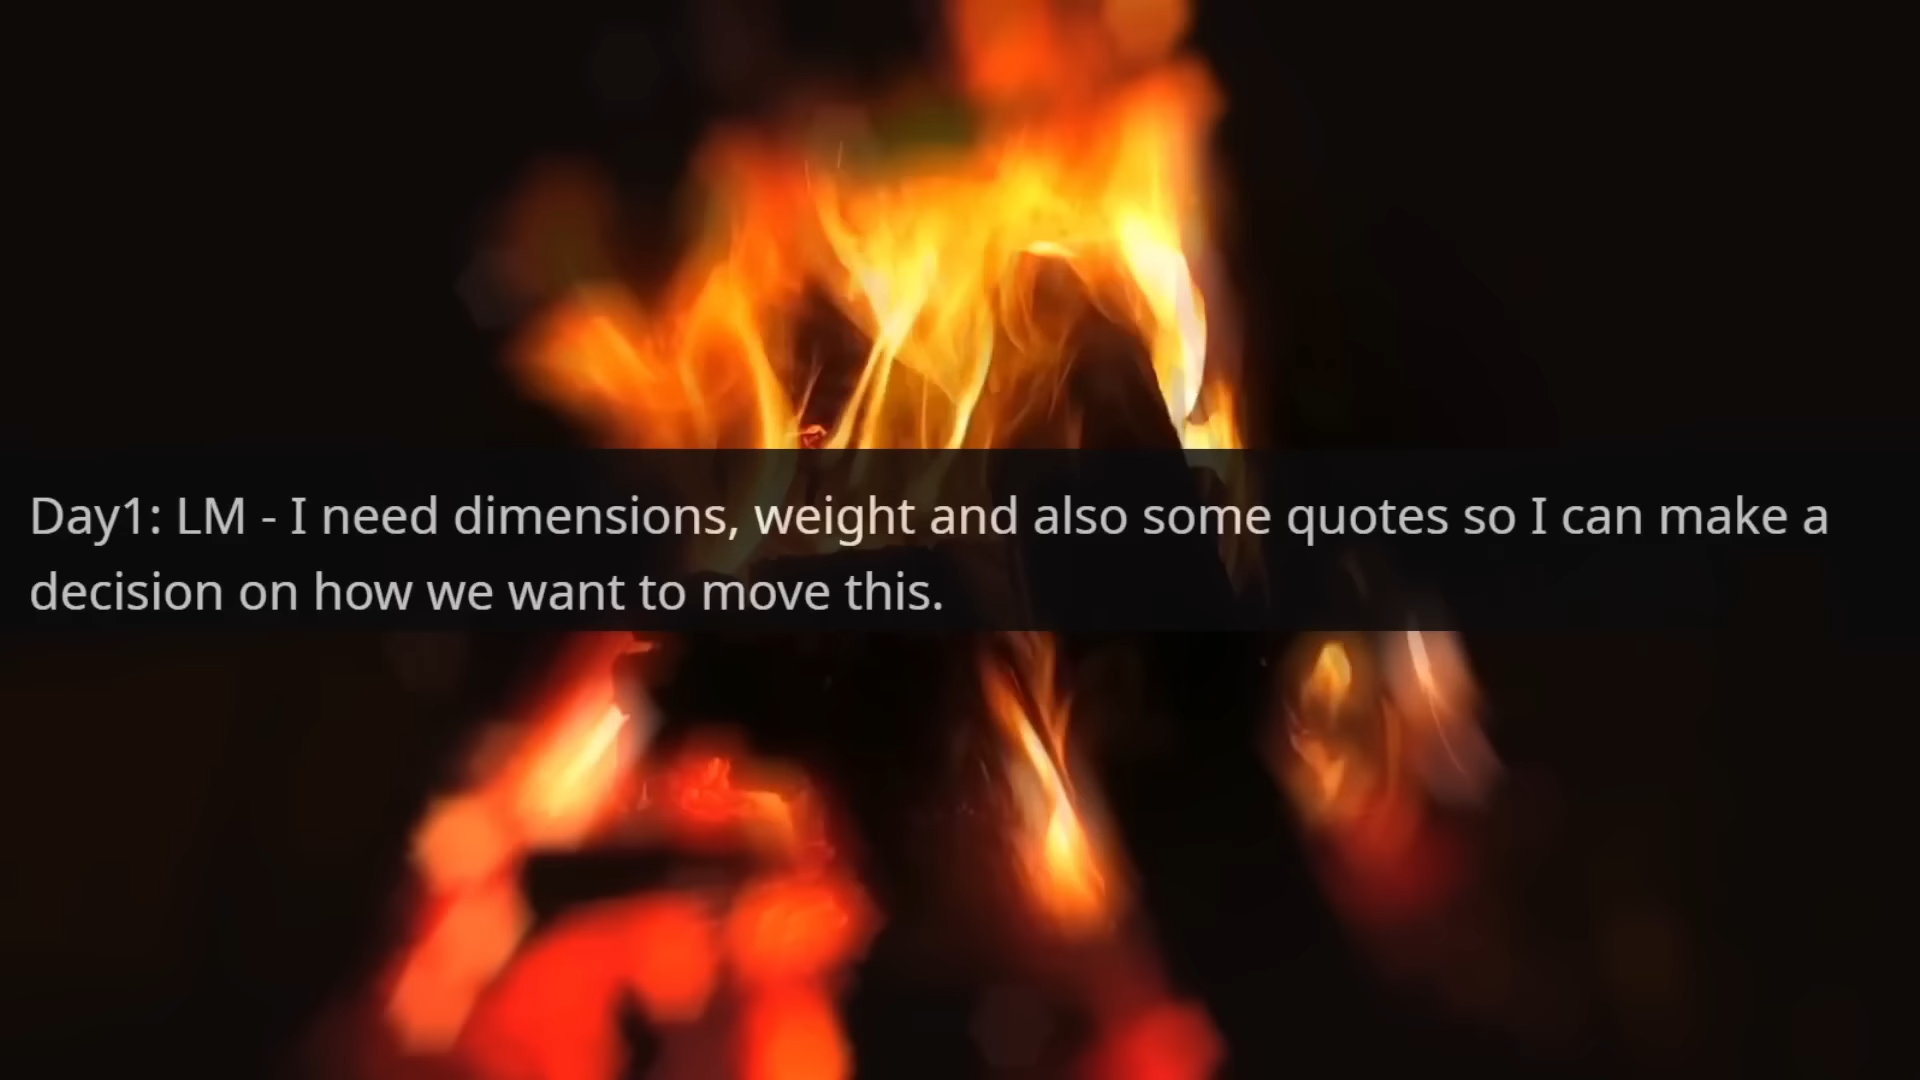 Day1: LM - I need dimensions, weight and also some quotes so I can make a
decision on how we want to move this.